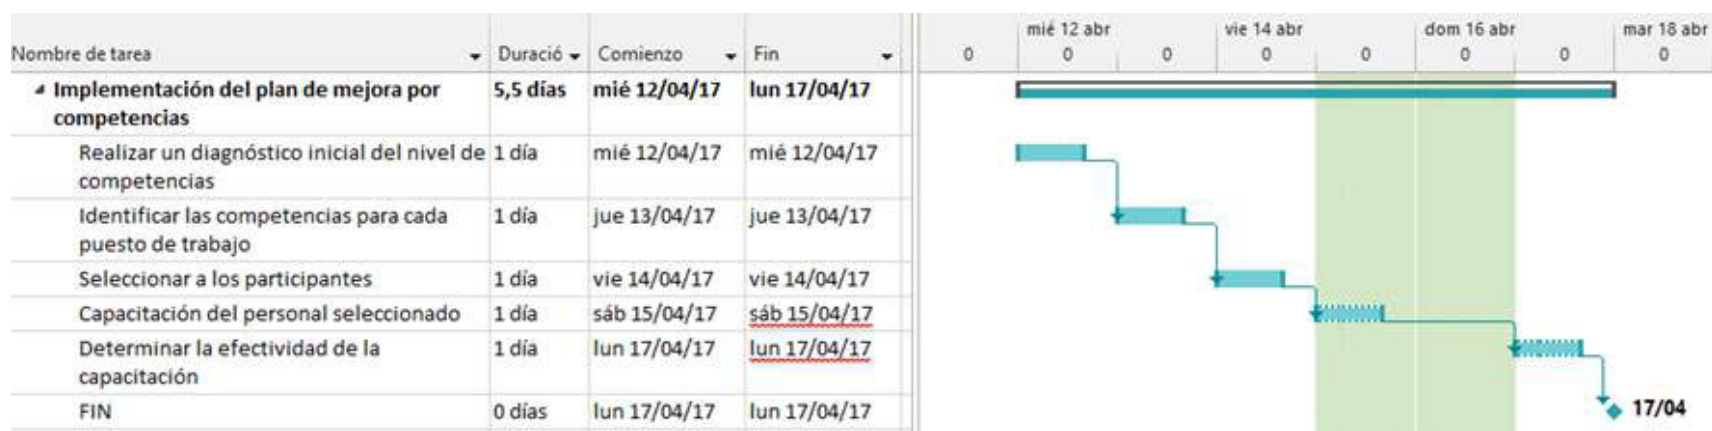 mié 12 abr vie 14 abr dom 16 abr mar 18 abr
Nombre de tarea Duració Comienzo Fin 0 0 0 0 0 0 0 0
Implementación del plan de mejora por 5,5 días mié 12/04/17 lun 17/04/17
competencias
Realizar un diagnóstico inicial del nivel de 1 día mié 12/04/17 mié 12/04/17
competencias
Identificar las competencias para cada 1 día jue 13/04/17 jue 13/04/17
puesto de trabajo
Seleccionar a los participantes 1 día vie 14/04/17 vie 14/04/17
Capacitación del personal seleccionado 1 día sáb 15/04/17 sáb 15/04/17
Determinar la efectividad de la 1 día lun 17/04/17 lun 17/04/17
capacitación
FIN 0 días lun 17/04/17 lun 17/04/17 17/04